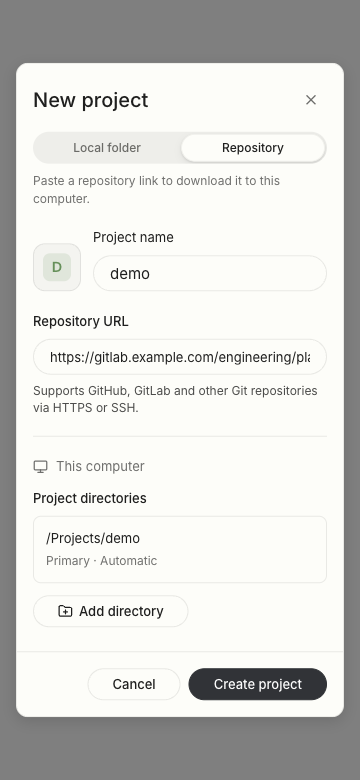 New project
Local folder
Repository
Paste a repository link to download it to this
computer.
Project name
D
demo
Repository URL
https://gitlab.example.com/engineering/pla
Supports GitHub, GitLab and other Git repositories
via HTTPS or SSH.
This computer
Project directories
/Projects/demo
Primary · Automatic
Add directory
Cancel
Create project